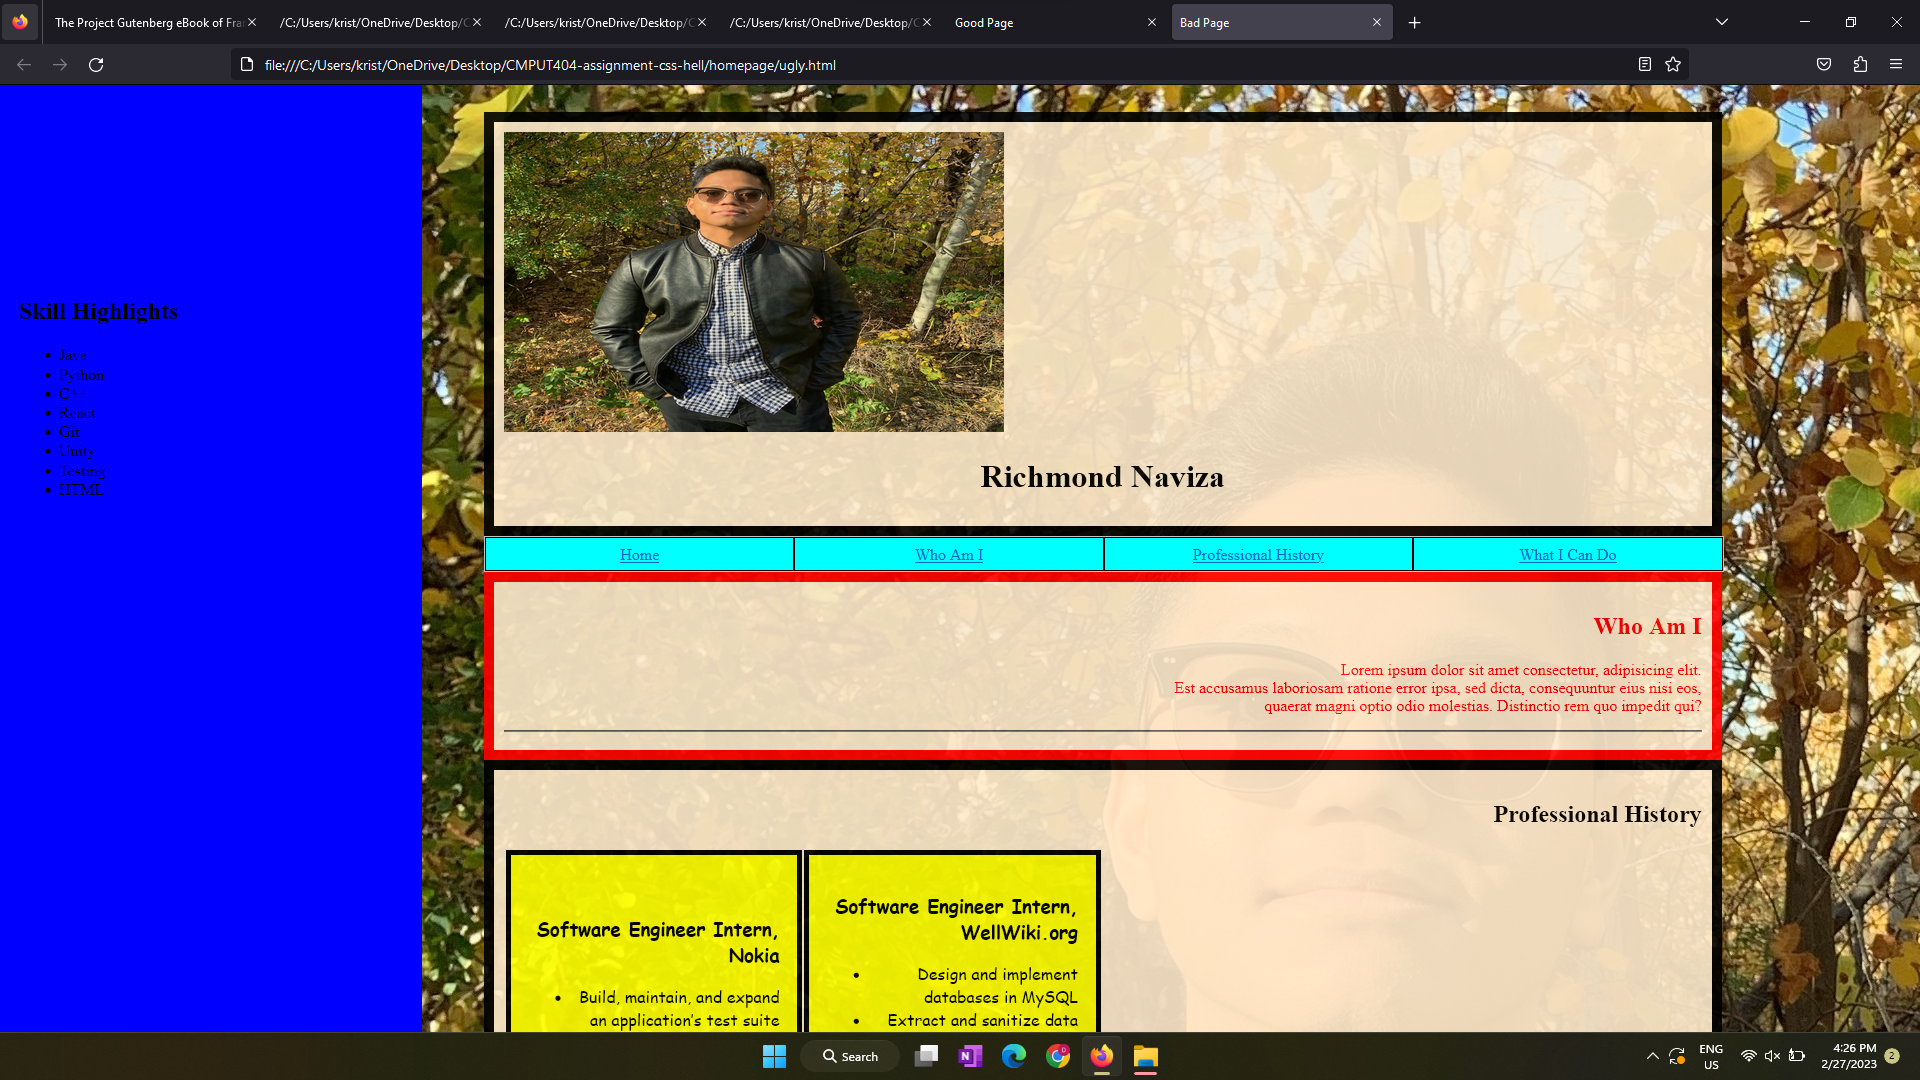 The Project Gutenberg eBook of Fra
/C:/Users/krist/OneDrive/Desktop/C
/C:/Users/krist/OneDrive/Desktop/C
/C:/Users/krist/OneDrive/Desktop/C
Good Page
Bad Page
file:///C:/Users/krist/OneDrive/Desktop/CMPUT404-assignment-css-hell/homepage/ugly.html
Skill Highlights
• Java
• Python
• C++
• React
• Git
• Unity
• Testing
• HTML
Richmond Naviza
Home
Who Am I
Professional History
What I Can Do
Who Am I
Lorem ipsum dolor sit amet consectetur, adipisicing elit.
Est accusamus laboriosam ratione error ipsa, sed dicta, consequuntur eius nisi eos,
quaerat magni optio odio molestias. Distinctio rem quo impedit qui?
Professional History
Software Engineer Intern,
Nokia
• Build, maintain, and expand
an application's test suite
Software Engineer Intern,
WellWiki.org
• Design and implement
databases in MySQL
• Extract and sanitize data
Search
N
D
ENG
US
4:26 PM
2/27/2023
2